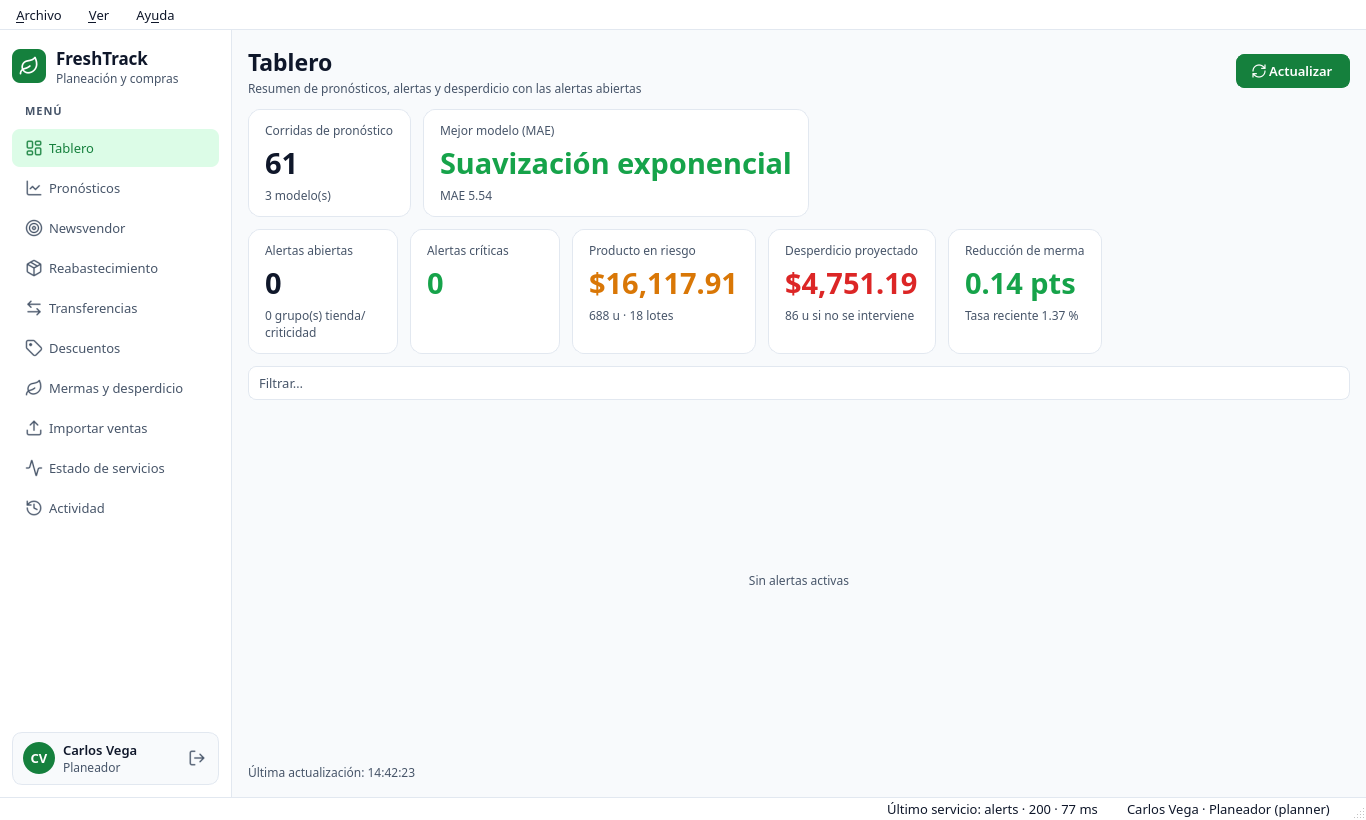 Archivo Ver Ayuda
FreshTrack
Planeación y compras
MENÚ
Tablero
Pronósticos
Newsvendor
Reabastecimiento
Transferencias
Descuentos
Mermas y desperdicio
Importar ventas
Estado de servicios
Actividad
CV
Carlos Vega
Planeador
Tablero
Resumen de pronósticos, alertas y desperdicio con las alertas abiertas
Actualizar
Corridas de pronóstico
61
3 modelo(s)
Mejor modelo (MAE)
Suavización exponencial
MAE 5.54
Alertas abiertas
0
0 grupo(s) tienda/
criticidad
Alertas críticas
0
Producto en riesgo
$16,117.91
688 u · 18 lotes
Desperdicio proyectado
$4,751.19
86 u si no se interviene
Reducción de merma
0.14 pts
Tasa reciente 1.37 %
Filtrar...
Sin alertas activas
Última actualización: 14:42:23
Último servicio: alerts · 200 · 77 ms
Carlos Vega · Planeador (planner)